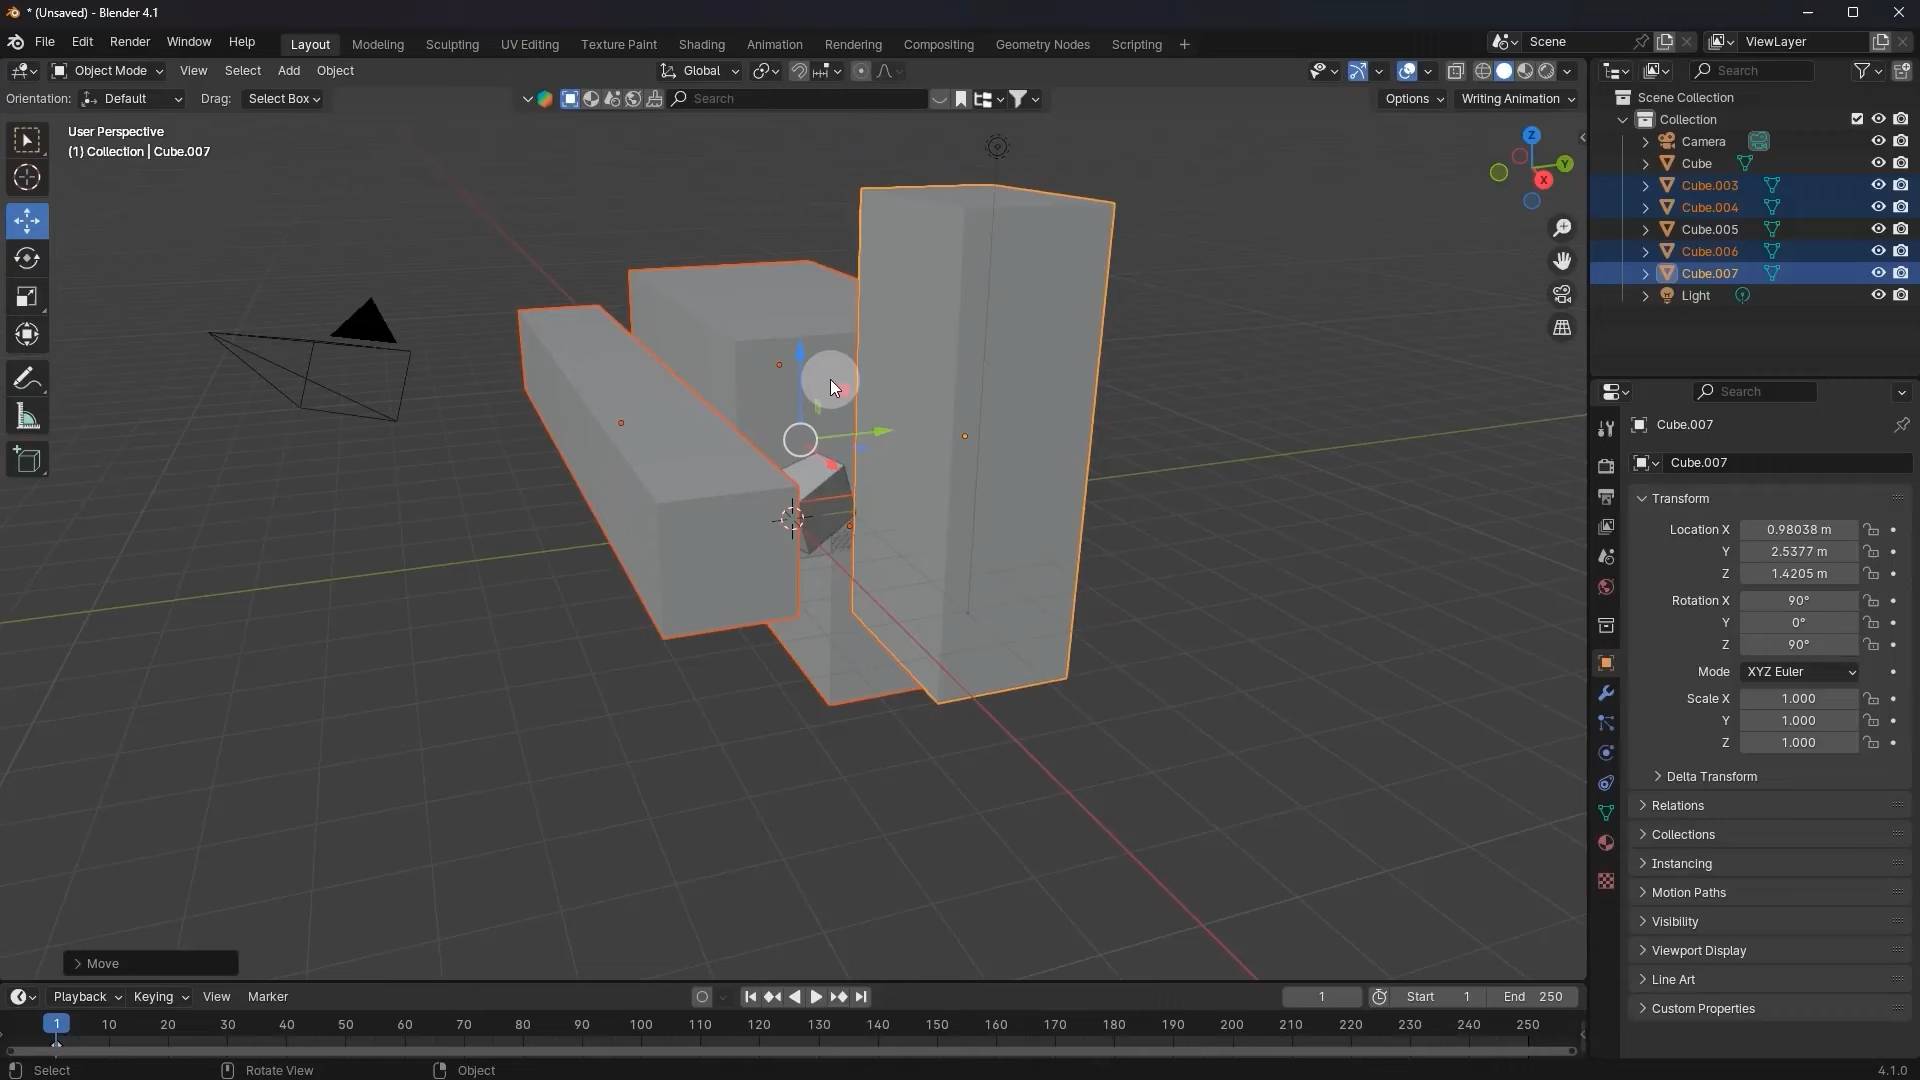 * (Unsaved) - Blender 4.1
File Edit Render Window Help
Layout Modeling Sculpting UV Editing Texture Paint Shading Animation Rendering Compositing Geometry Nodes Scripting +
Scene ViewLayer
Object Mode View Select Add Object
Global
Search
Orientation: Default Drag: Select Box
Search
Options Writing Animation
Scene Collection
Collection
Camera
Cube
Cube.003
Cube.004
Cube.005
Cube.006
Cube.007
Light
User Perspective
(1) Collection | Cube.007
Z
Y
X
Search
Cube.007
Cube.007
Transform
Location X 0.98038 m
Y 2.5377 m
Z 1.4205 m
Rotation X 90°
Y 0°
Z 90°
Mode XYZ Euler
Scale X 1.000
Y 1.000
Z 1.000
Delta Transform
Relations
Collections
Instancing
Motion Paths
Visibility
Viewport Display
Line Art
Custom Properties
Move
Playback Keying View Marker
1 Start 1 End 250
1 10 20 30 40 50 60 70 80 90 100 110 120 130 140 150 160 170 180 190 200 210 220 230 240 250
Select Rotate View Object 4.1.0